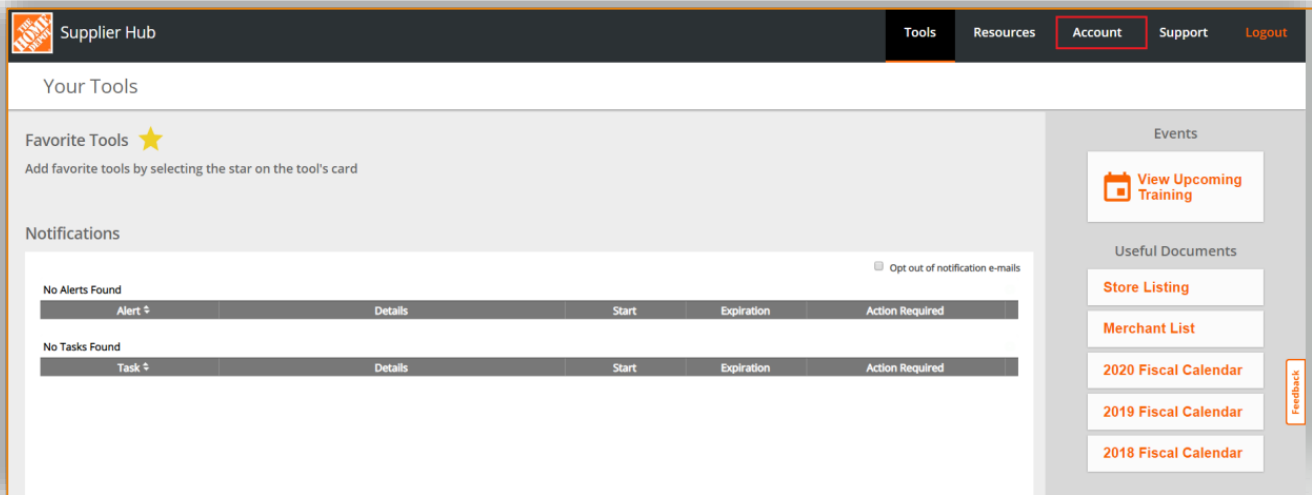 THE HOME DEPOT
Supplier Hub
Tools
Resources
Account
Support
Logout
Your Tools
Favorite Tools
Add favorite tools by selecting the star on the tool's card
Notifications
Opt out of notification e-mails
No Alerts Found
Alert Details Start Expiration Action Required
No Tasks Found
Task Details Start Expiration Action Required
Events
View Upcoming
Training
Useful Documents
Store Listing
Merchant List
2020 Fiscal Calendar
2019 Fiscal Calendar
2018 Fiscal Calendar
Feedback